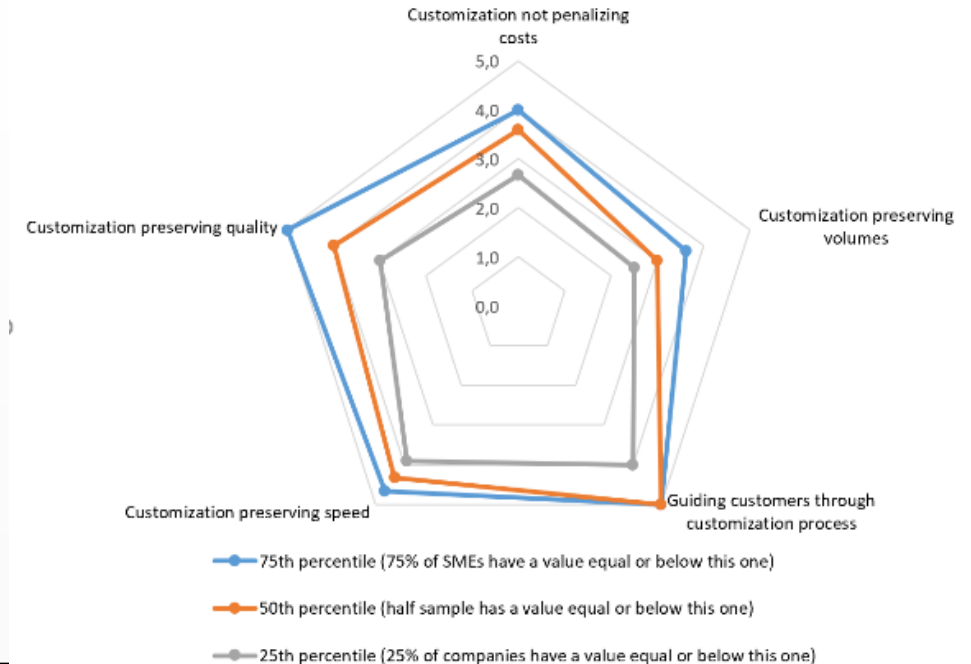 Customization not penalizing
costs
5,0
4,0
3,0
2,0
1,0
0,0
Customization preserving
volumes
Customization preserving quality
Guiding customers through
customization process
Customization preserving speed
75th percentile (75% of SMEs have a value equal or below this one)
50th percentile (half sample has a value equal or below this one)
25th percentile (25% of companies have a value equal or below this one)